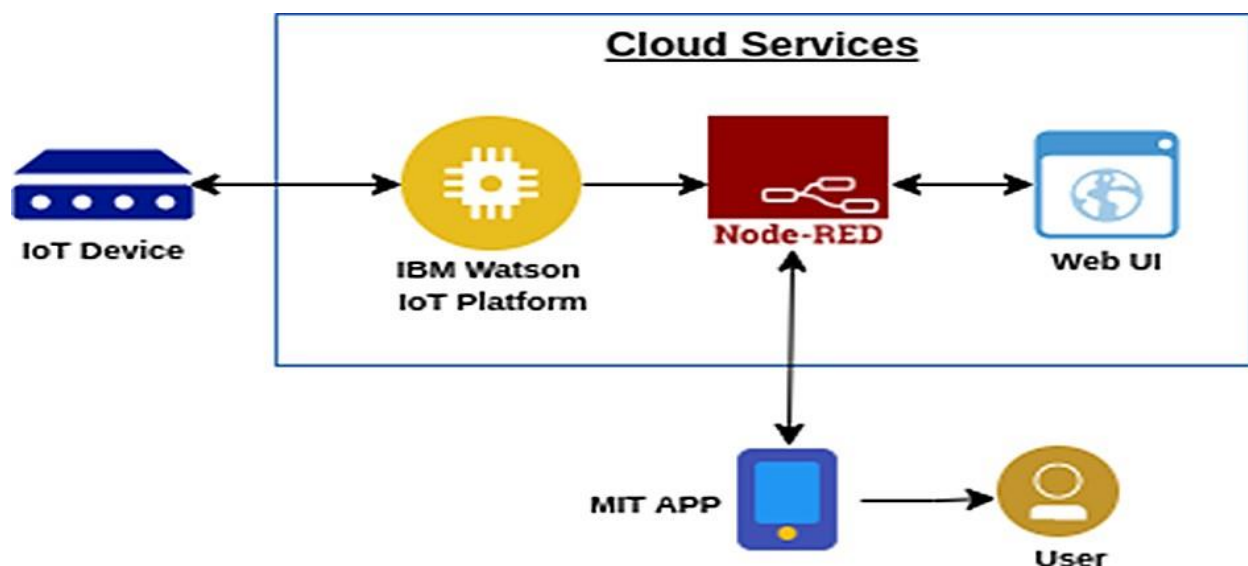 Cloud Services
IoT Device
IBM Watson
IoT Platform
Node-RED
Web UI
MIT APP
User